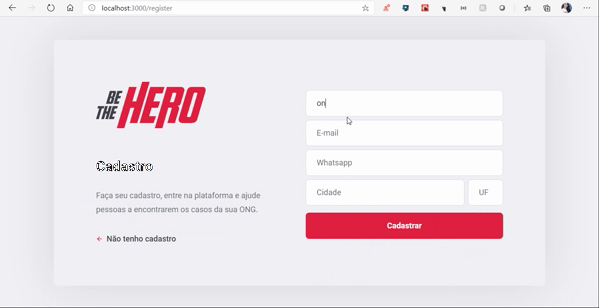 localhost:3000/register
BE THE HERO
Cadastro
Faça seu cadastro, entre na plataforma e ajude
pessoas a encontrarem os casos da sua ONG.
← Não tenho cadastro
on
E-mail
Whatsapp
Cidade
UF
Cadastrar